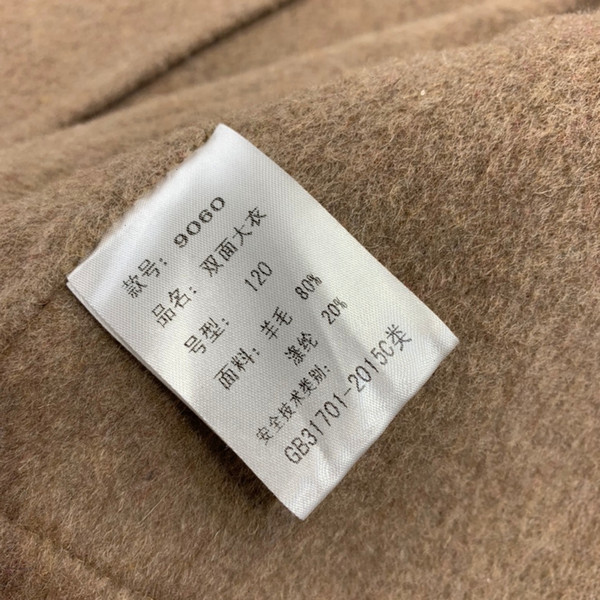 款号: 9060
品名: 双面大衣
号型: 120
面料: 羊毛 80%
涤纶 20%
安全技术类别:
GB31701-2015C类